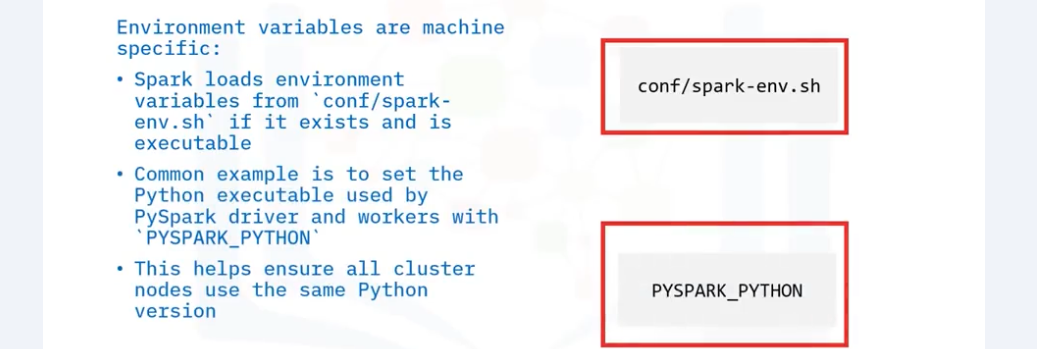 Environment variables are machine
specific:
• Spark loads environment
variables from `conf/spark-
env.sh` if it exists and is
executable
• Common example is to set the
Python executable used by
PySpark driver and workers with
`PYSPARK_PYTHON`
• This helps ensure all cluster
nodes use the same Python
version
conf/spark-env.sh
PYSPARK_PYTHON